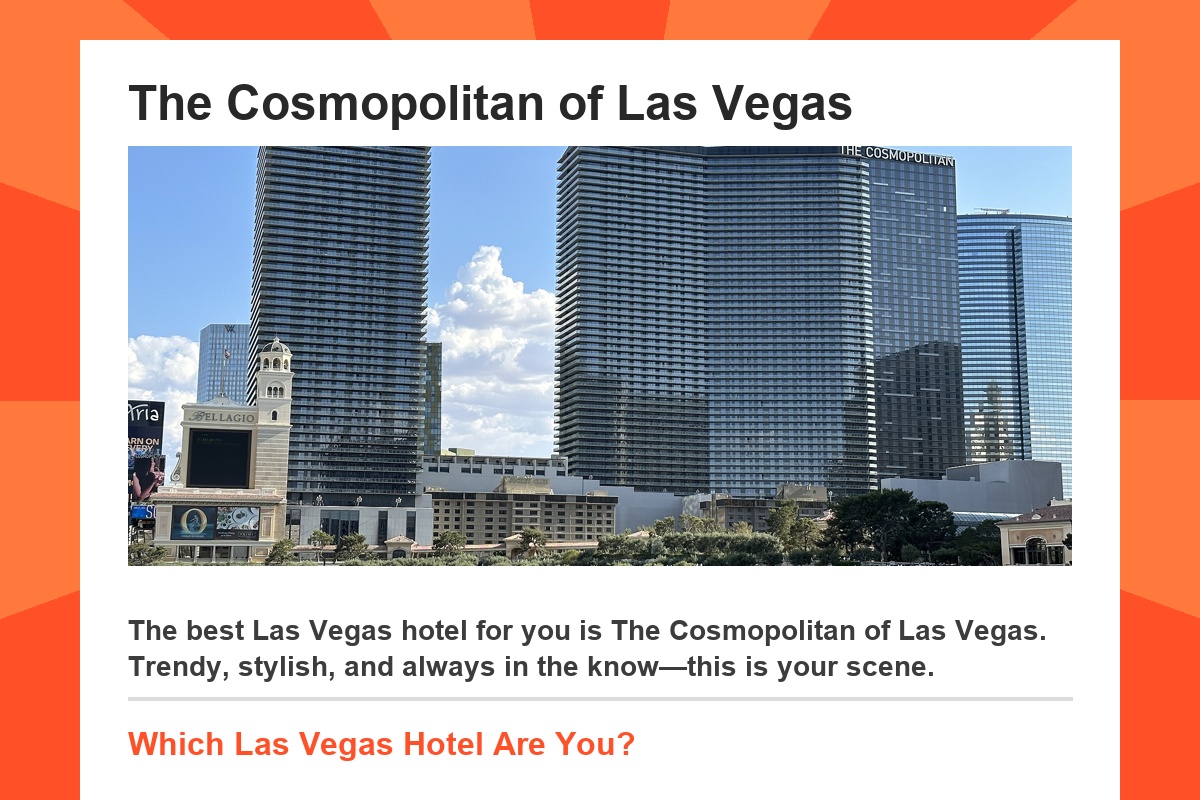 The Cosmopolitan of Las Vegas
THE COSMOPOLITAN
BELLAGIO
Aria
O
The best Las Vegas hotel for you is The Cosmopolitan of Las Vegas.
Trendy, stylish, and always in the know—this is your scene.
Which Las Vegas Hotel Are You?